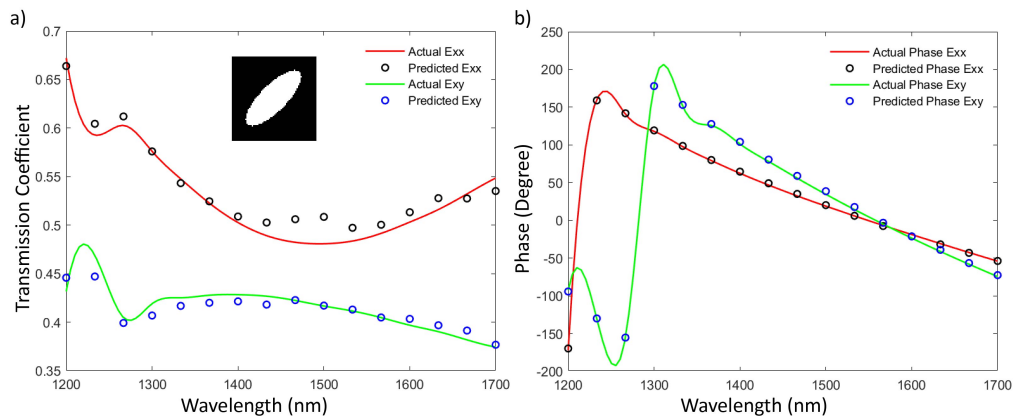 a)
0.7
0.65
0.6
0.55
0.5
0.45
0.4
0.35
1200
1300
1400
1500
1600
1700
Transmission Coefficient
Wavelength (nm)
Actual Exx
Predicted Exx
Actual Exy
Predicted Exy
b)
250
200
150
100
50
0
-50
-100
-150
-200
1200
1300
1400
1500
1600
1700
Phase (Degree)
Wavelength (nm)
Actual Phase Exx
Predicted Phase Exx
Actual Phase Exy
Predicted Phase Exy